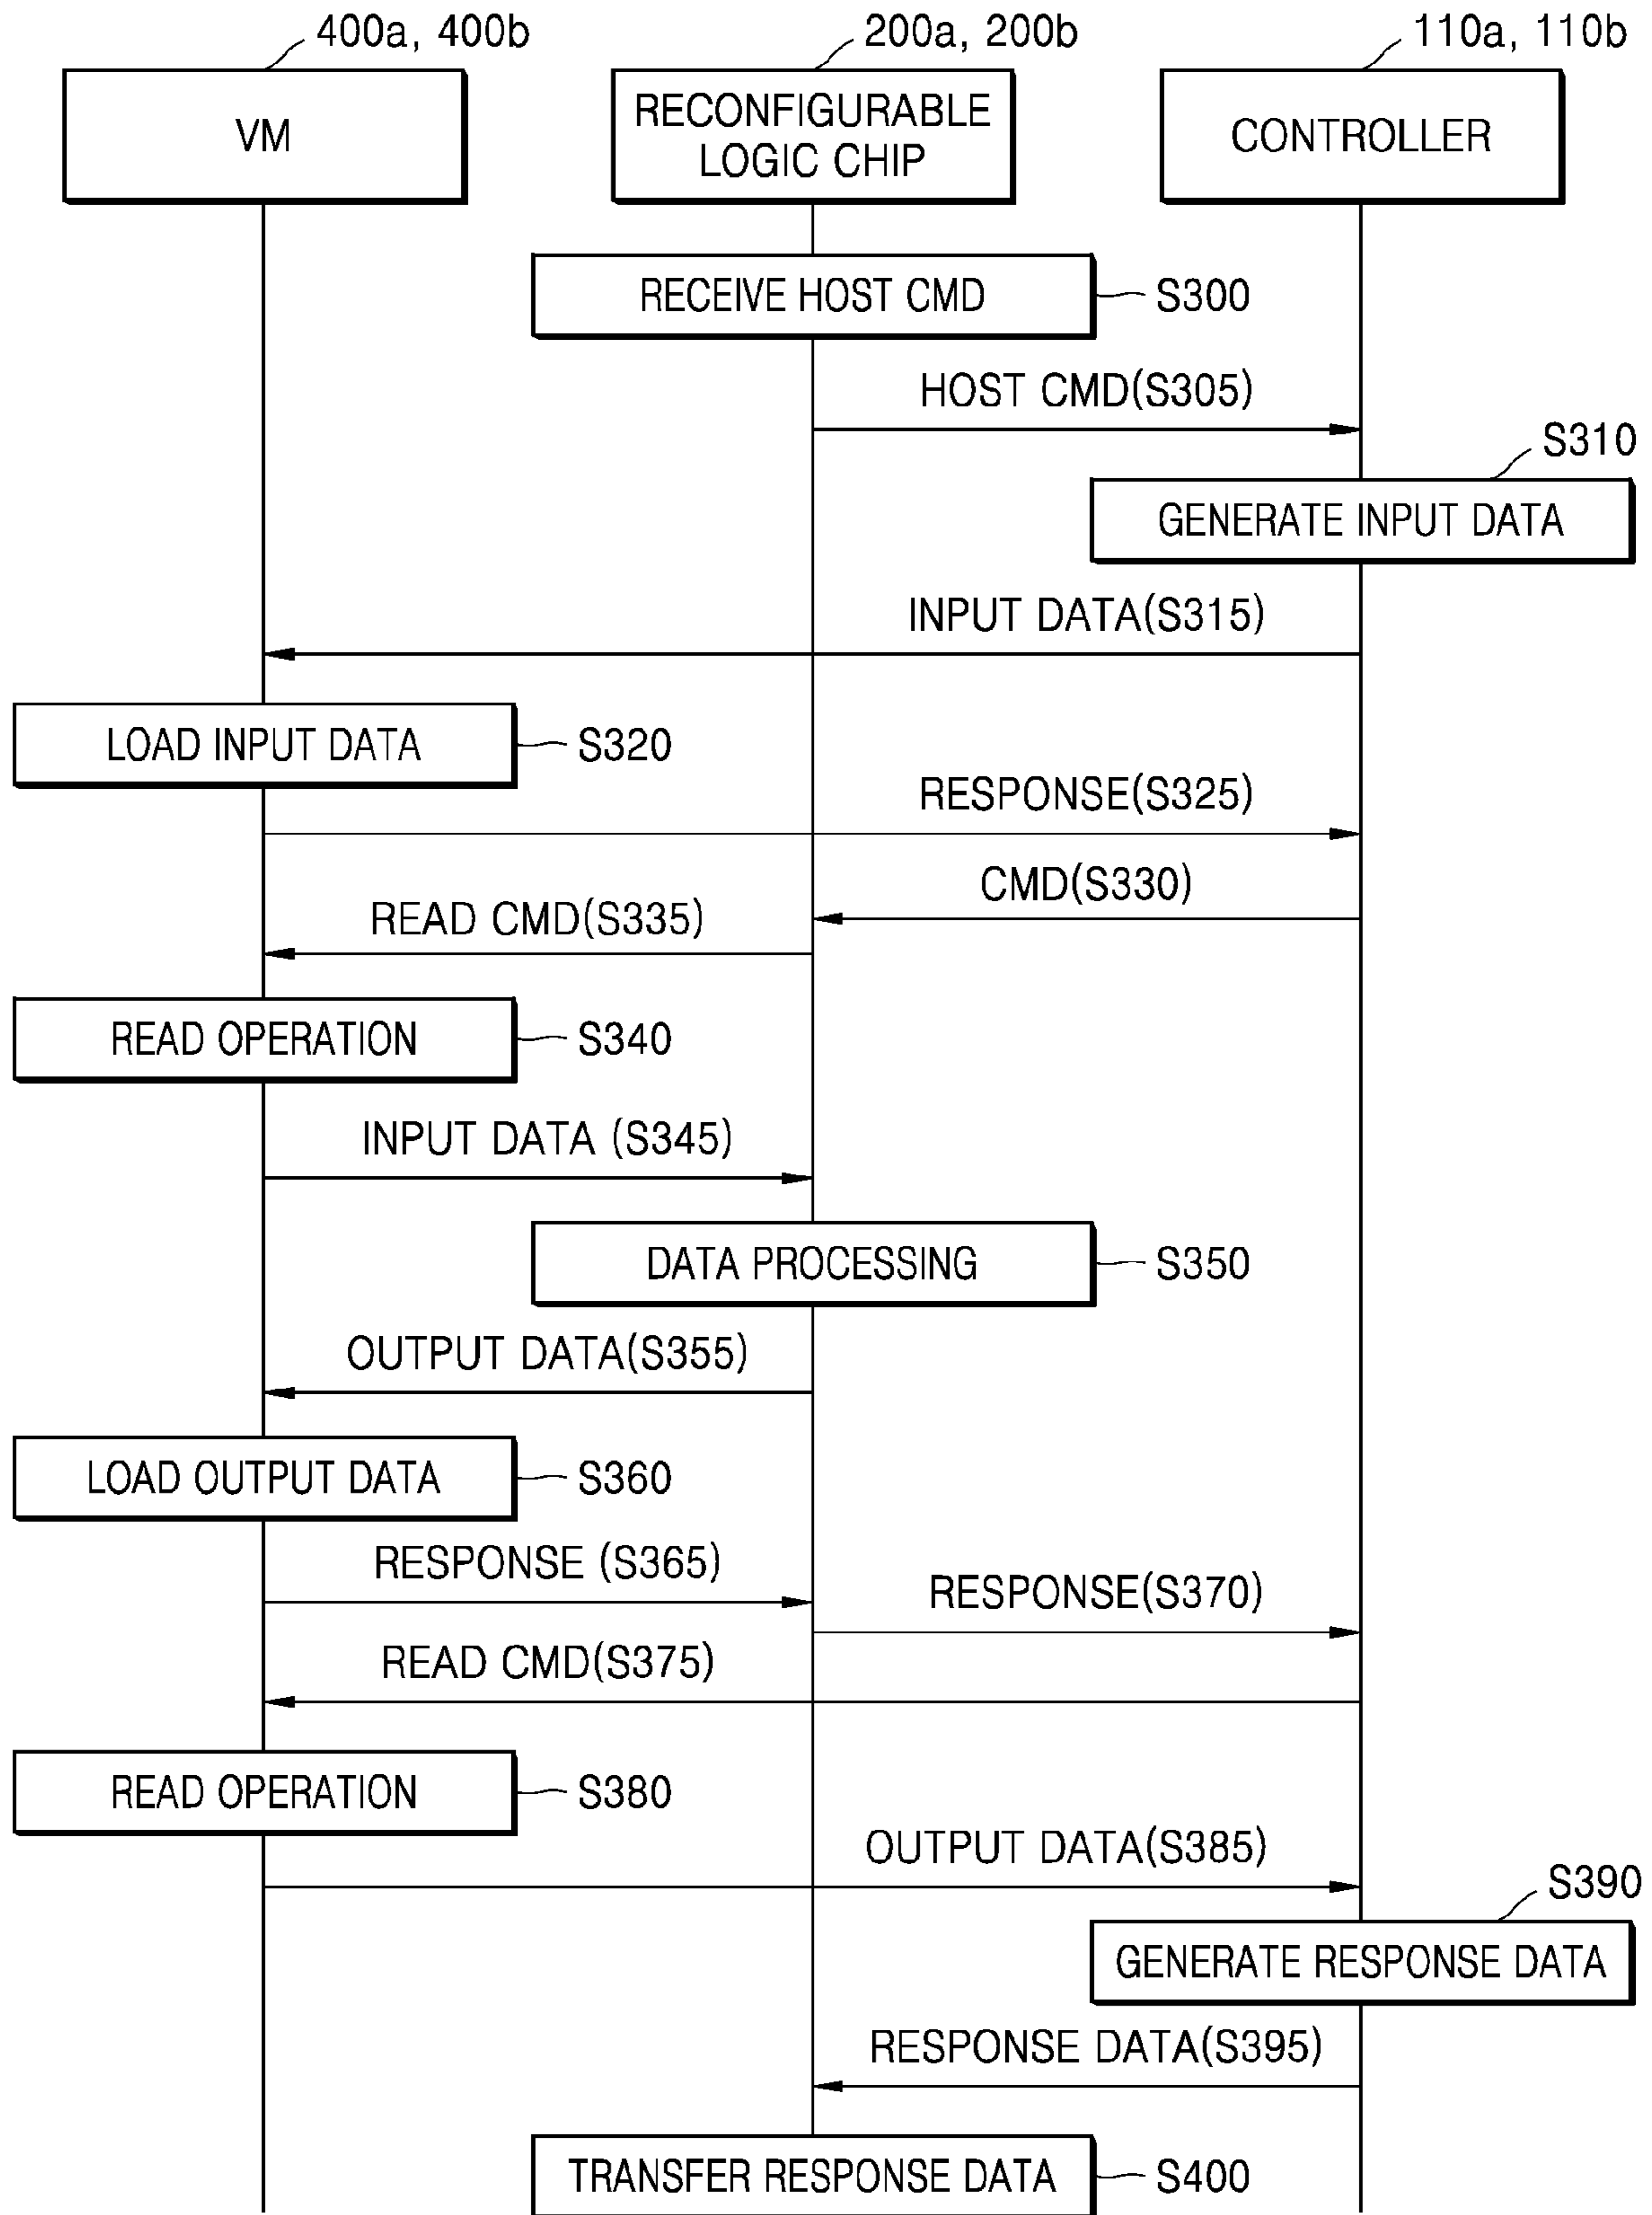 400a, 400b
200a, 200b
110a, 110b
VM
RECONFIGURABLE
LOGIC CHIP
CONTROLLER
RECEIVE HOST CMD
S300
HOST CMD(S305)
S310
GENERATE INPUT DATA
INPUT DATA(S315)
LOAD INPUT DATA
S320
RESPONSE(S325)
CMD(S330)
READ CMD(S335)
READ OPERATION
S340
INPUT DATA (S345)
DATA PROCESSING
S350
OUTPUT DATA(S355)
LOAD OUTPUT DATA
S360
RESPONSE (S365)
RESPONSE(S370)
READ CMD(S375)
READ OPERATION
S380
OUTPUT DATA(S385)
S390
GENERATE RESPONSE DATA
RESPONSE DATA(S395)
TRANSFER RESPONSE DATA
S400